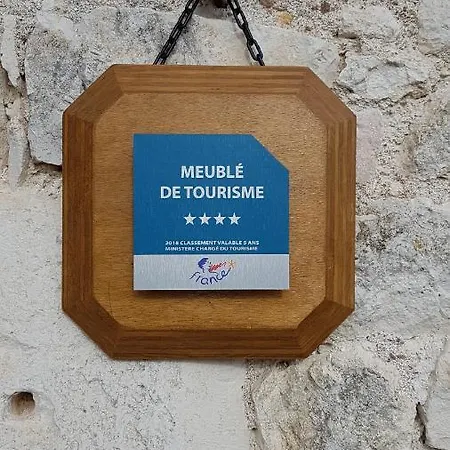 MEUBLÉ
DE TOURISME
★★★★
2018 CLASSEMENT VALABLE 5 ANS
MINISTÈRE CHARGÉ DU TOURISME
France